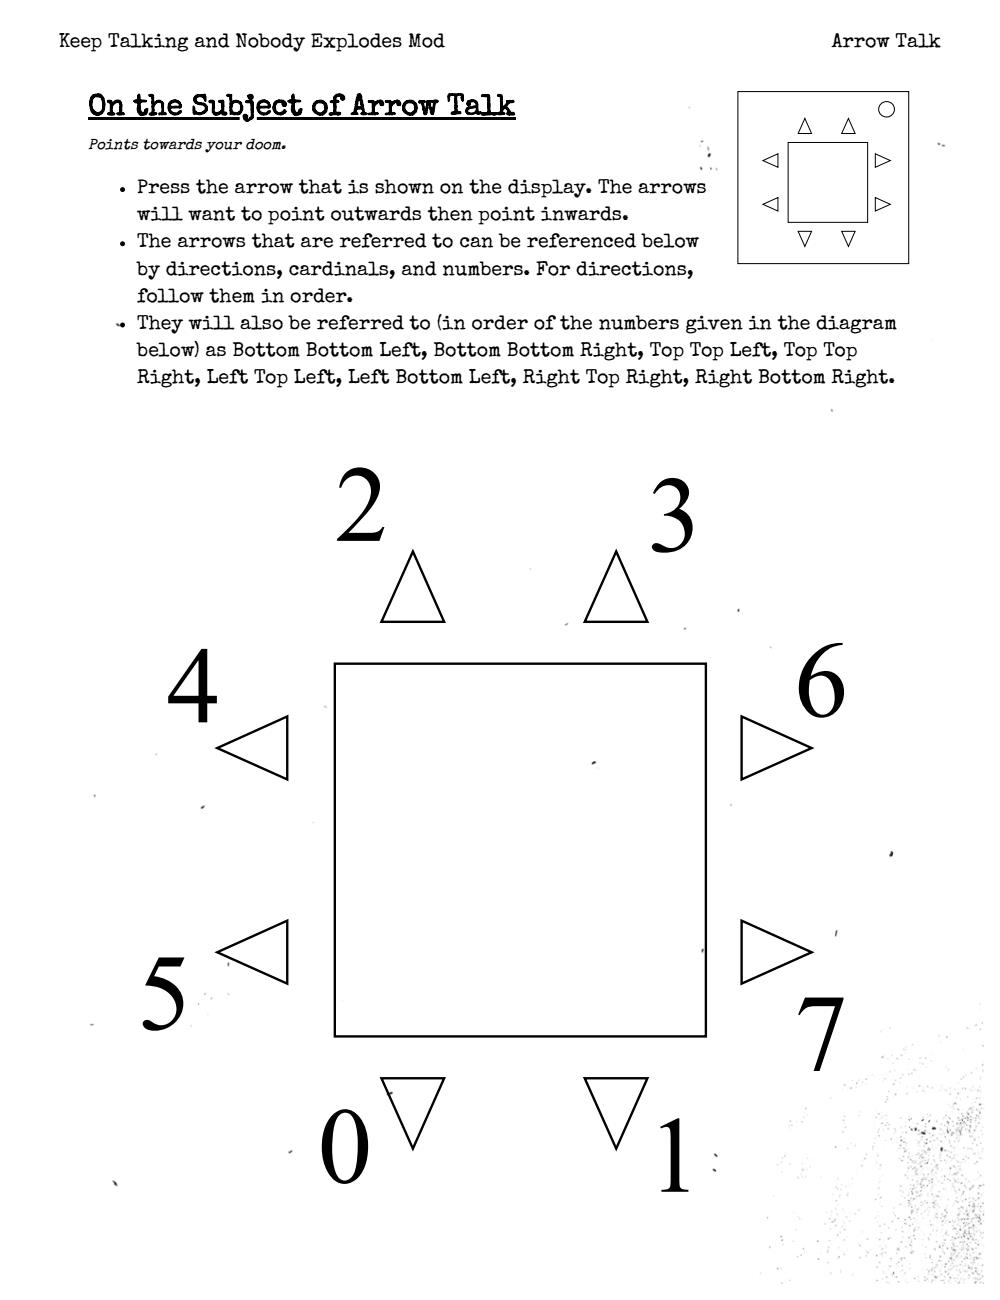 Keep Talking and Nobody Explodes Mod
Arrow Talk
On the Subject of Arrow Talk
Points towards your doom.
• Press the arrow that is shown on the display. The arrows
will want to point outwards then point inwards.
• The arrows that are referred to can be referenced below
by directions, cardinals, and numbers. For directions,
follow them in order.
• They will also be referred to (in order of the numbers given in the diagram
below) as Bottom Bottom Left, Bottom Bottom Right, Top Top Left, Top Top
Right, Left Top Left, Left Bottom Left, Right Top Right, Right Bottom Right.
2
3
4
6
5
7
0
1